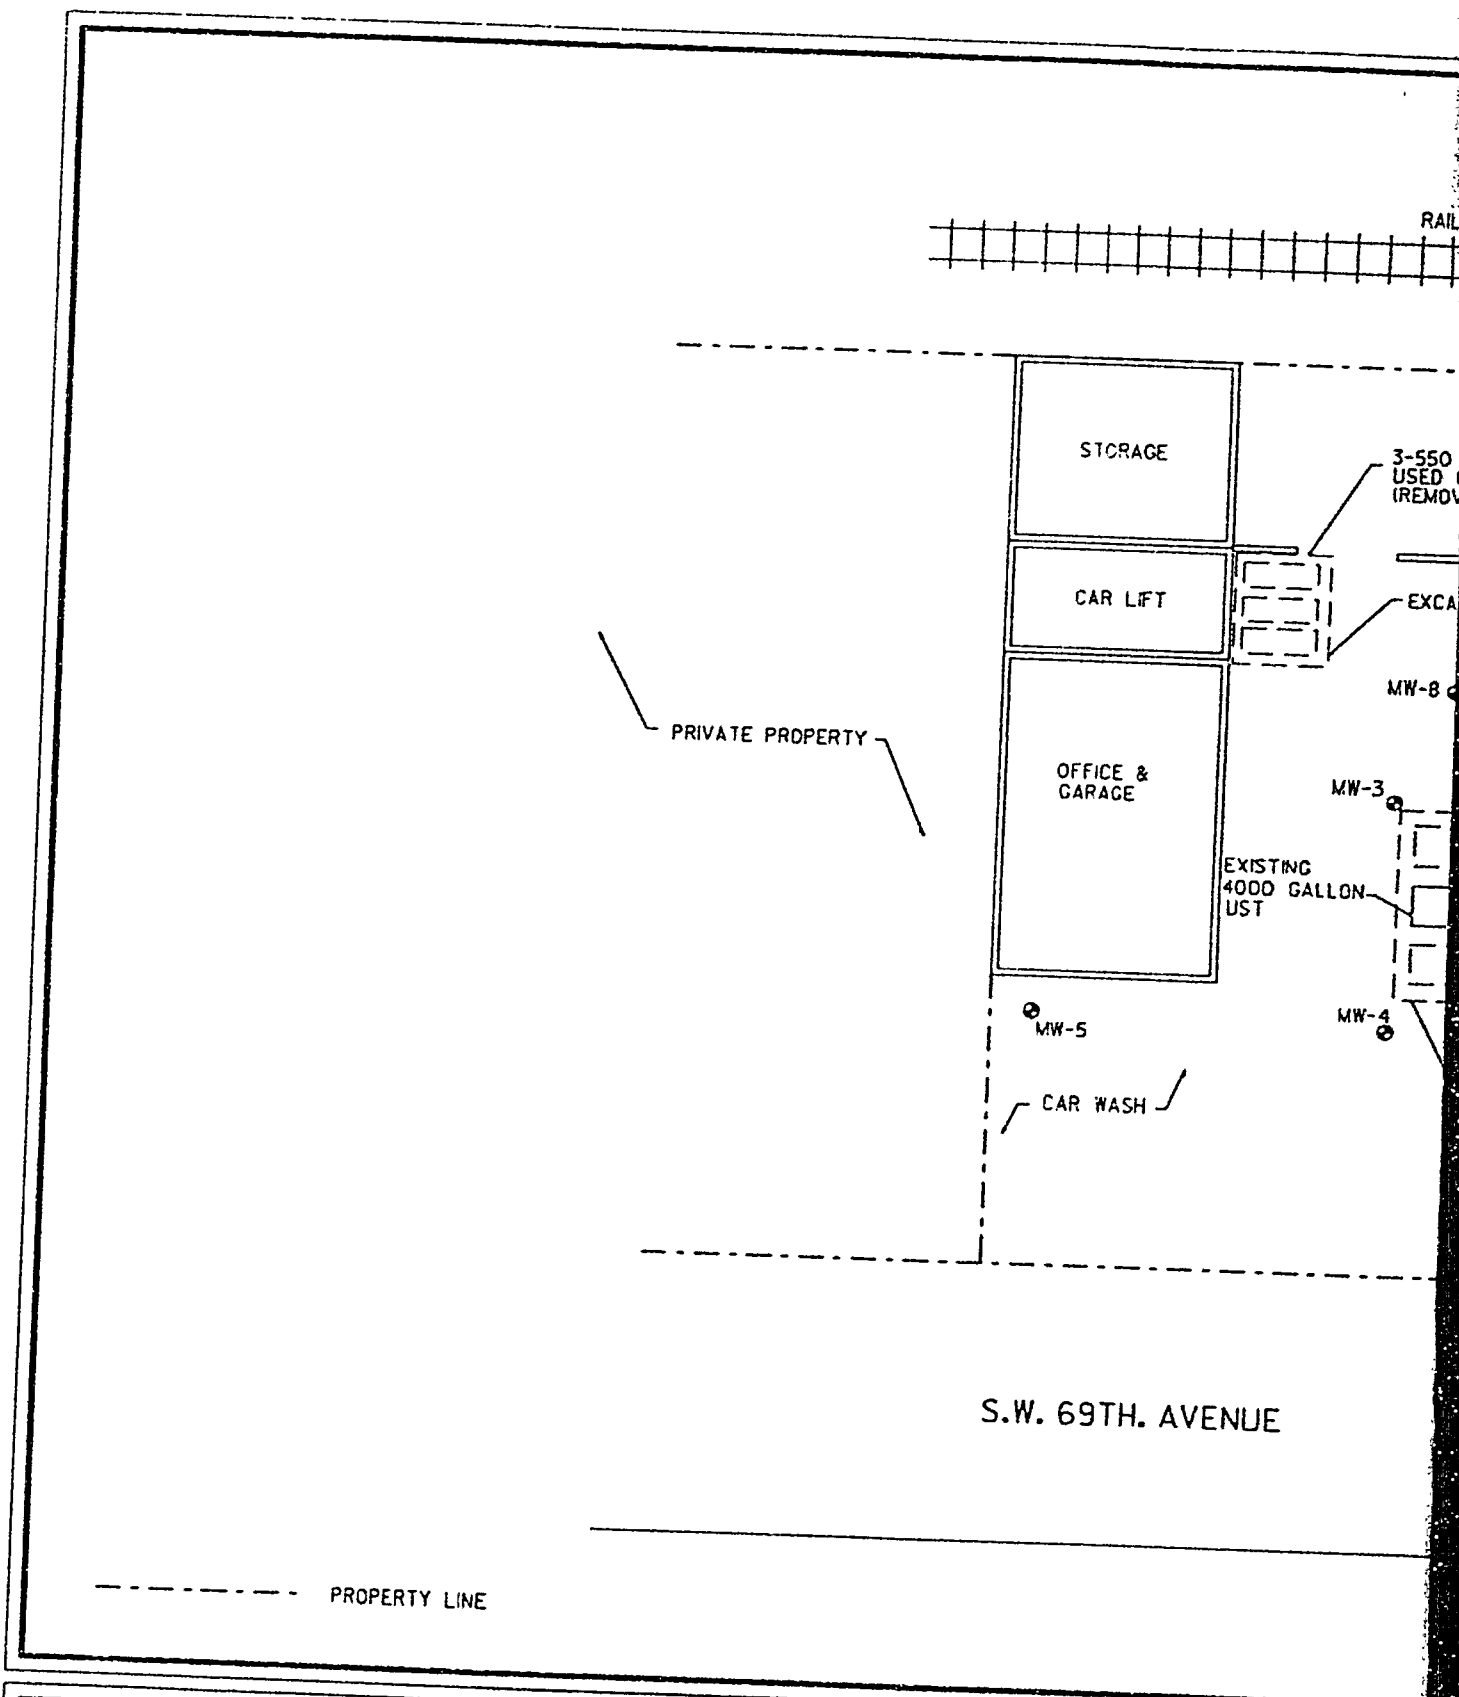 RAIL
STORAGE
3-550
USED
(REMOV
CAR LIFT
EXCA
MW-8
PRIVATE PROPERTY
OFFICE &
GARAGE
MW-3
EXISTING
4000 GALLON
UST
MW-5
MW-4
CAR WASH
S.W. 69TH. AVENUE
PROPERTY LINE